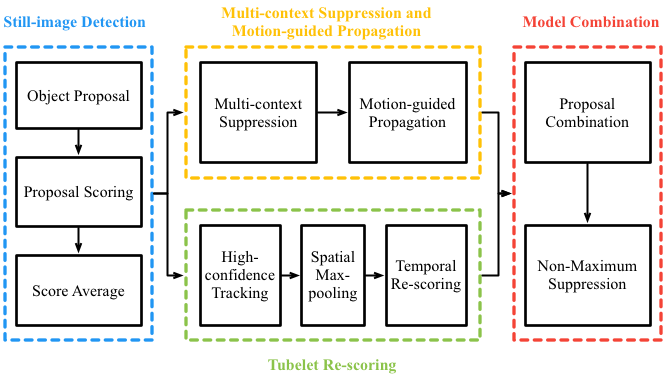 Still-image Detection
Object Proposal
Proposal Scoring
Score Average
Multi-context Suppression and
Motion-guided Propagation
Multi-context
Suppression
Motion-guided
Propagation
High-
confidence
Tracking
Spatial
Max-
pooling
Temporal
Re-scoring
Tubelet Re-scoring
Model Combination
Proposal
Combination
Non-Maximum
Suppression